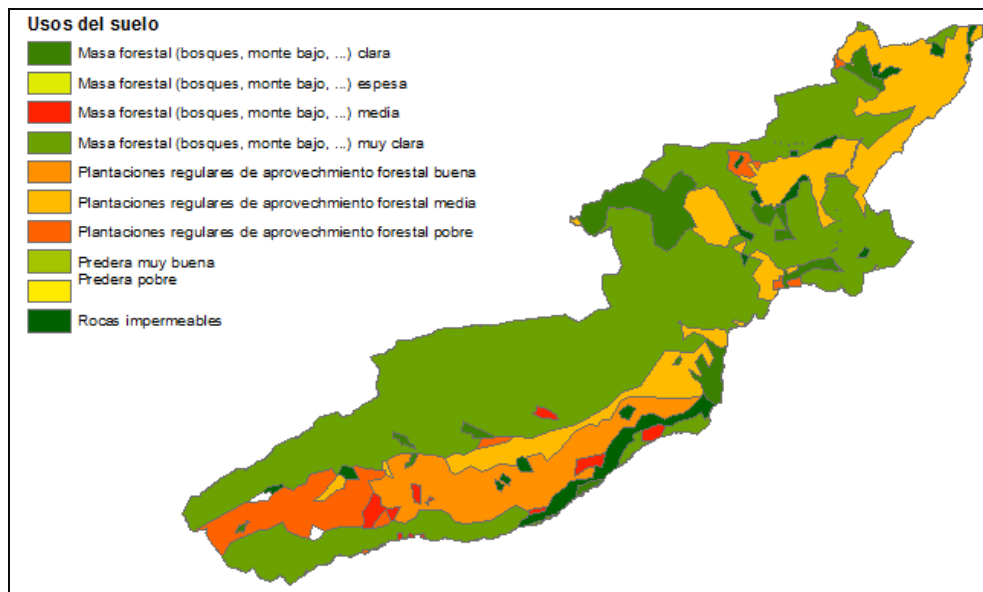 Usos del suelo
Masa forestal (bosques, monte bajo, ...) clara
Masa forestal (bosques, monte bajo, ...) espesa
Masa forestal (bosques, monte bajo, ...) media
Masa forestal (bosques, monte bajo, ...) muy clara
Plantaciones regulares de aprovechmiento forestal buena
Plantaciones regulares de aprovechmiento forestal media
Plantaciones regulares de aprovechmiento forestal pobre
Predera muy buena
Predera pobre
Rocas impermeables